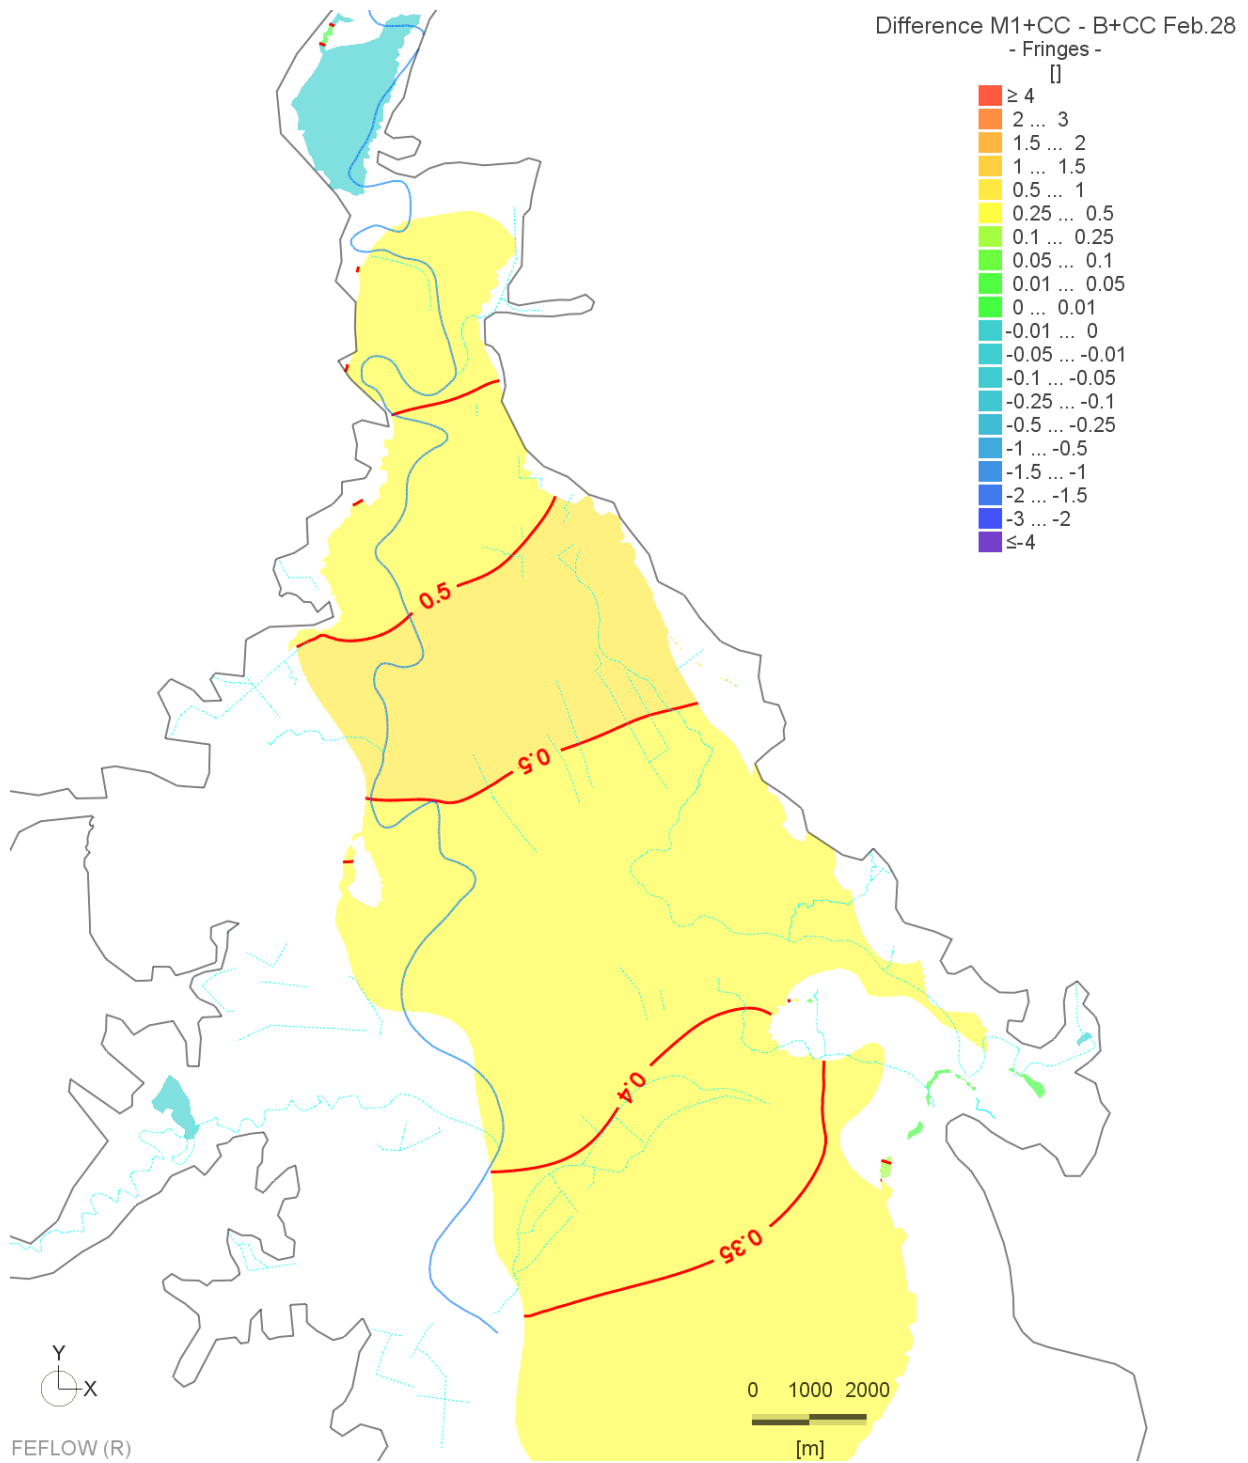 Difference M1+CC - B+CC Feb.28
- Fringes -
[]
≥ 4
2 ... 3
1.5 ... 2
1 ... 1.5
0.5 ... 1
0.25 ... 0.5
0.1 ... 0.25
0.05 ... 0.1
0.01 ... 0.05
0 ... 0.01
-0.01 ... 0
-0.05 ... -0.01
-0.1 ... -0.05
-0.25 ... -0.1
-0.5 ... -0.25
-1 ... -0.5
-1.5 ... -1
-2 ... -1.5
-3 ... -2
≤-4
0.5
0.5
0.4
0.35
Y
X
0 1000 2000
[m]
FEFLOW (R)